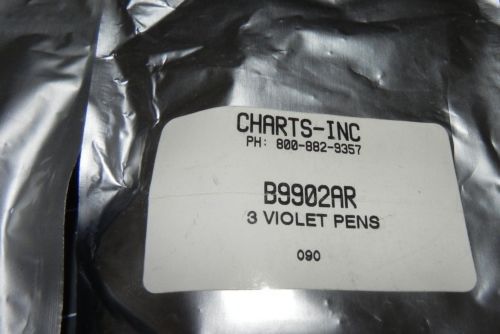 CHARTS-INC
PH: 800-882-9357
B9902AR
3 VIOLET PENS
090